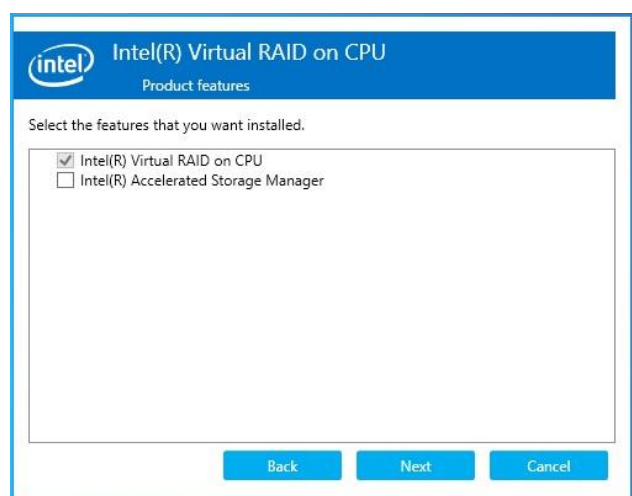 intel
Intel(R) Virtual RAID on CPU
Product features
Select the features that you want installed.
Intel(R) Virtual RAID on CPU
Intel(R) Accelerated Storage Manager
Back Next Cancel